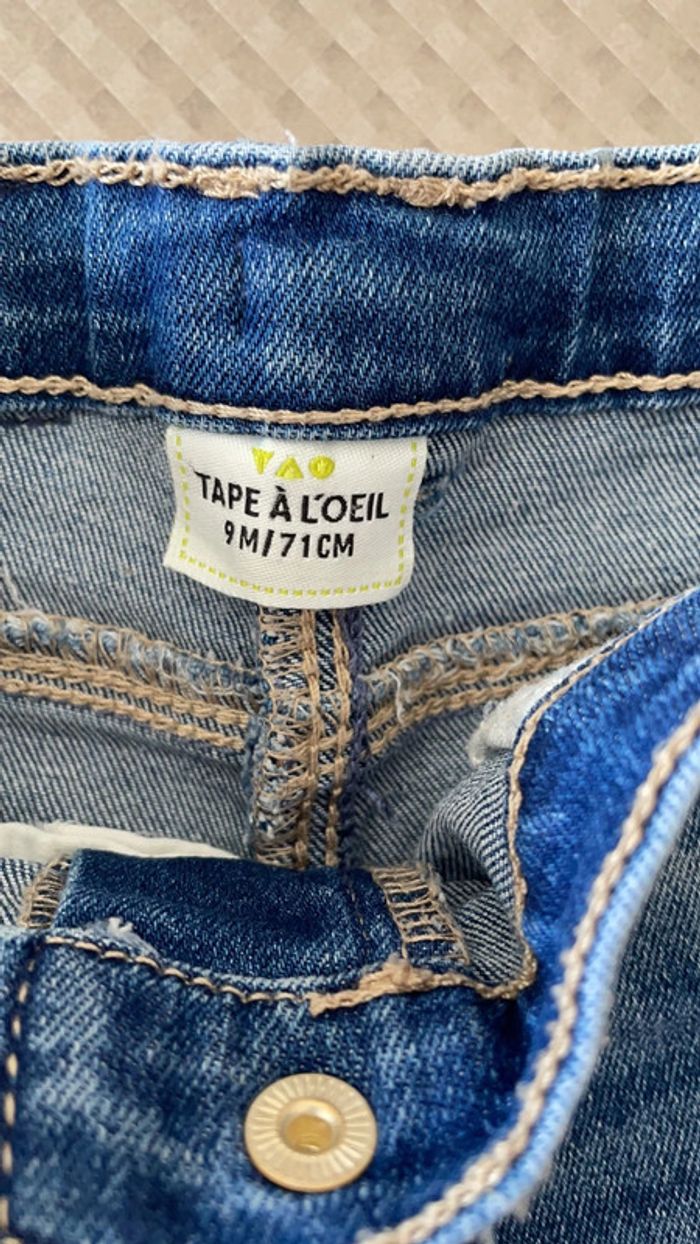 TAO
TAPE À L'OEIL
9M/71CM